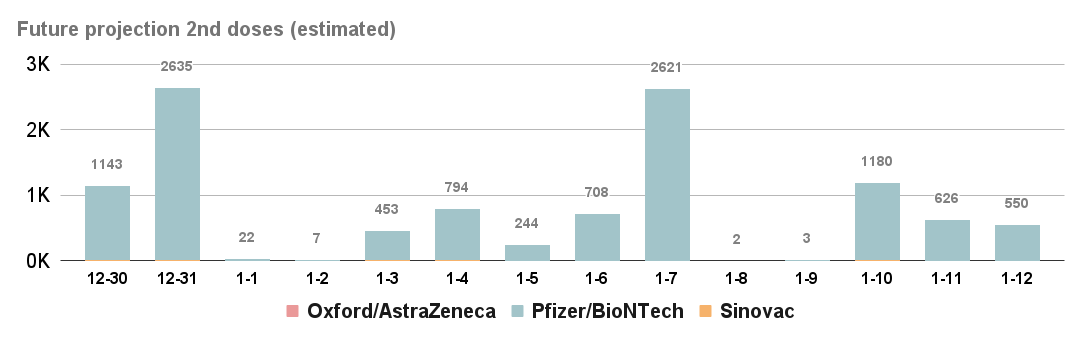 Future projection 2nd doses (estimated)
3K
2K
1K
0K
1143
2635
22
7
453
794
244
708
2621
2
3
1180
626
550
12-30 12-31 1-1 1-2 1-3 1-4 1-5 1-6 1-7 1-8 1-9 1-10 1-11 1-12
Oxford/AstraZeneca Pfizer/BioNTech Sinovac